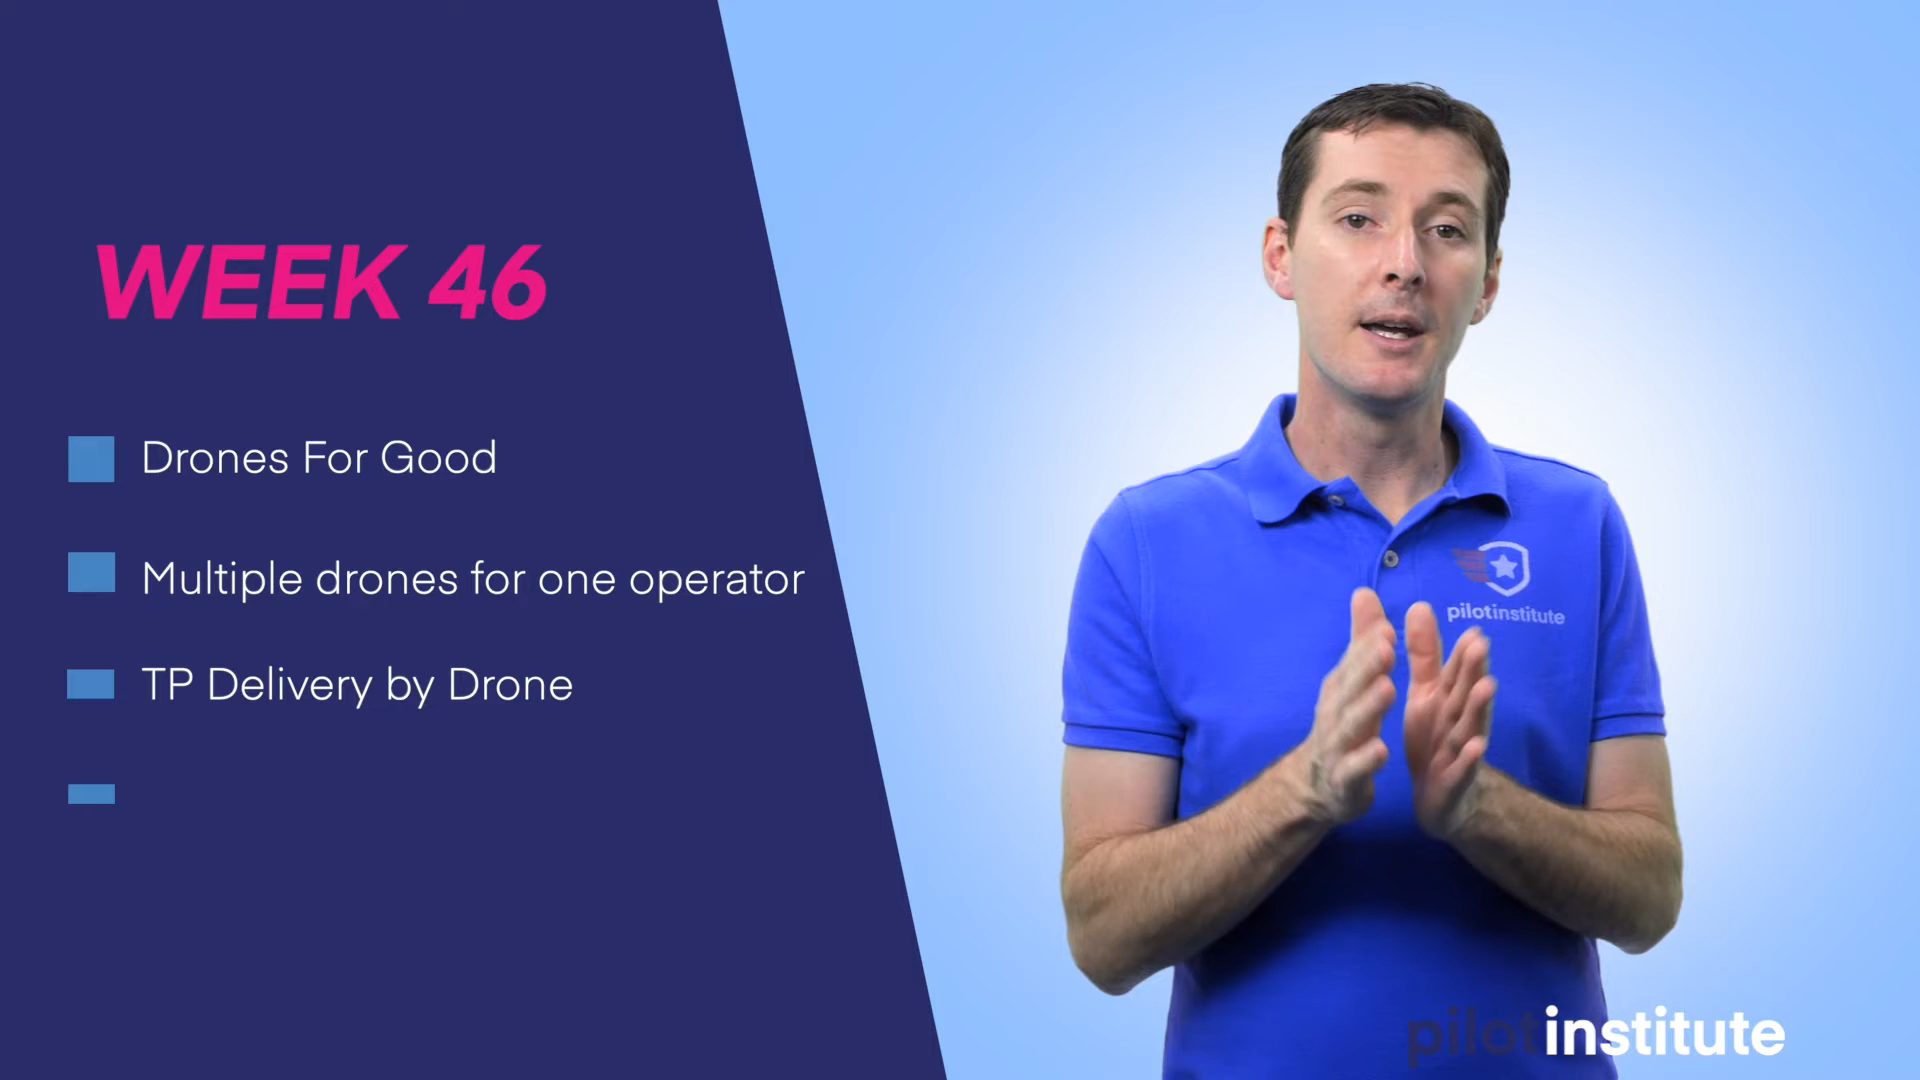 WEEK 46
Drones For Good
Multiple drones for one operator
TP Delivery by Drone
pilotinstitute
pilotinstitute